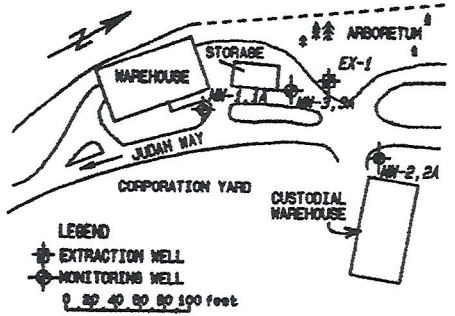 N
ARBORETUM
STORAGE
EX-1
WAREHOUSE
MW-1,1A
MW-3,3A
JUDAH WAY
MW-2,2A
CORPORATION YARD
CUSTODIAL
WAREHOUSE
LEGEND
EXTRACTION WELL
MONITORING WELL
0 20 40 60 80 100 feet